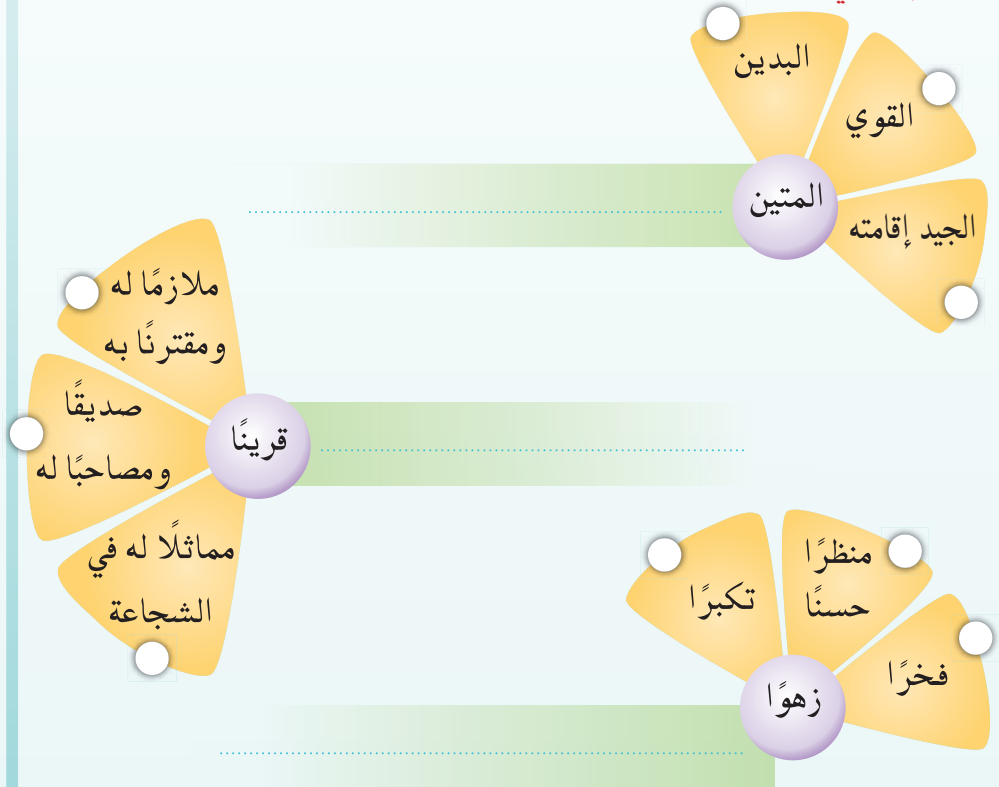 البدين
القوي
المتين
الجيد إقامته
ملازمًا له
ومقترنًا به
صديقًا
ومصاحبًا له
قرينًا
مماثلًا له في
الشجاعة
منظرًا
حسنًا
تكبرًا
فخرًا
زهوًا